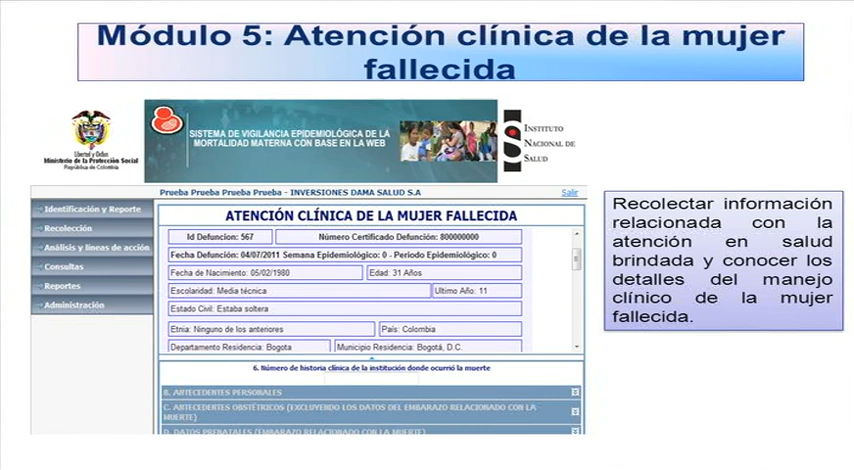 Módulo 5: Atención clínica de la mujer
fallecida
Libertad y Orden
Ministerio de la Protección Social
República de Colombia
SISTEMA DE VIGILANCIA EPIDEMIOLÓGICA DE LA
MORTALIDAD MATERNA CON BASE EN LA WEB
INSTITUTO
NACIONAL DE
SALUD
Prueba Prueba Prueba Prueba - INVERSIONES DAMA SALUD S.A
Salir
Identificación y Reporte
Recolección
Análisis y lineas de acción
Consultas
Reportes
Administración
ATENCIÓN CLÍNICA DE LA MUJER FALLECIDA
Id Defuncion: 567
Número Certificado Defunción: 800000000
Fecha Defunción: 04/07/2011 Semana Epidemiológico: 0 - Periodo Epidemiológico: 0
Fecha de Nacimiento: 05/02/1980
Edad: 31 Años
Escolaridad: Media técnica
Ultimo Año: 11
Estado Civil: Estaba soltera
Etnia: Ninguno de los anteriores
País: Colombia
Departamento Residencia: Bogota
Municipio Residencia: Bogotá, D.C.
6. Número de historia clínica de la institución donde ocurrió la muerte
B. ANTECEDENTES PERSONALES
C. ANTECEDENTES OBSTÉTRICOS (EXCLUYENDO LOS DATOS DEL EMBARAZO RELACIONADO CON LA
MUERTE)
D. DATOS PRENATALES (EMBARAZO RELACIONADO CON LA MUERTE)
Recolectar información
relacionada con la
atención en salud
brindada y conocer los
detalles del manejo
clínico de la mujer
fallecida.